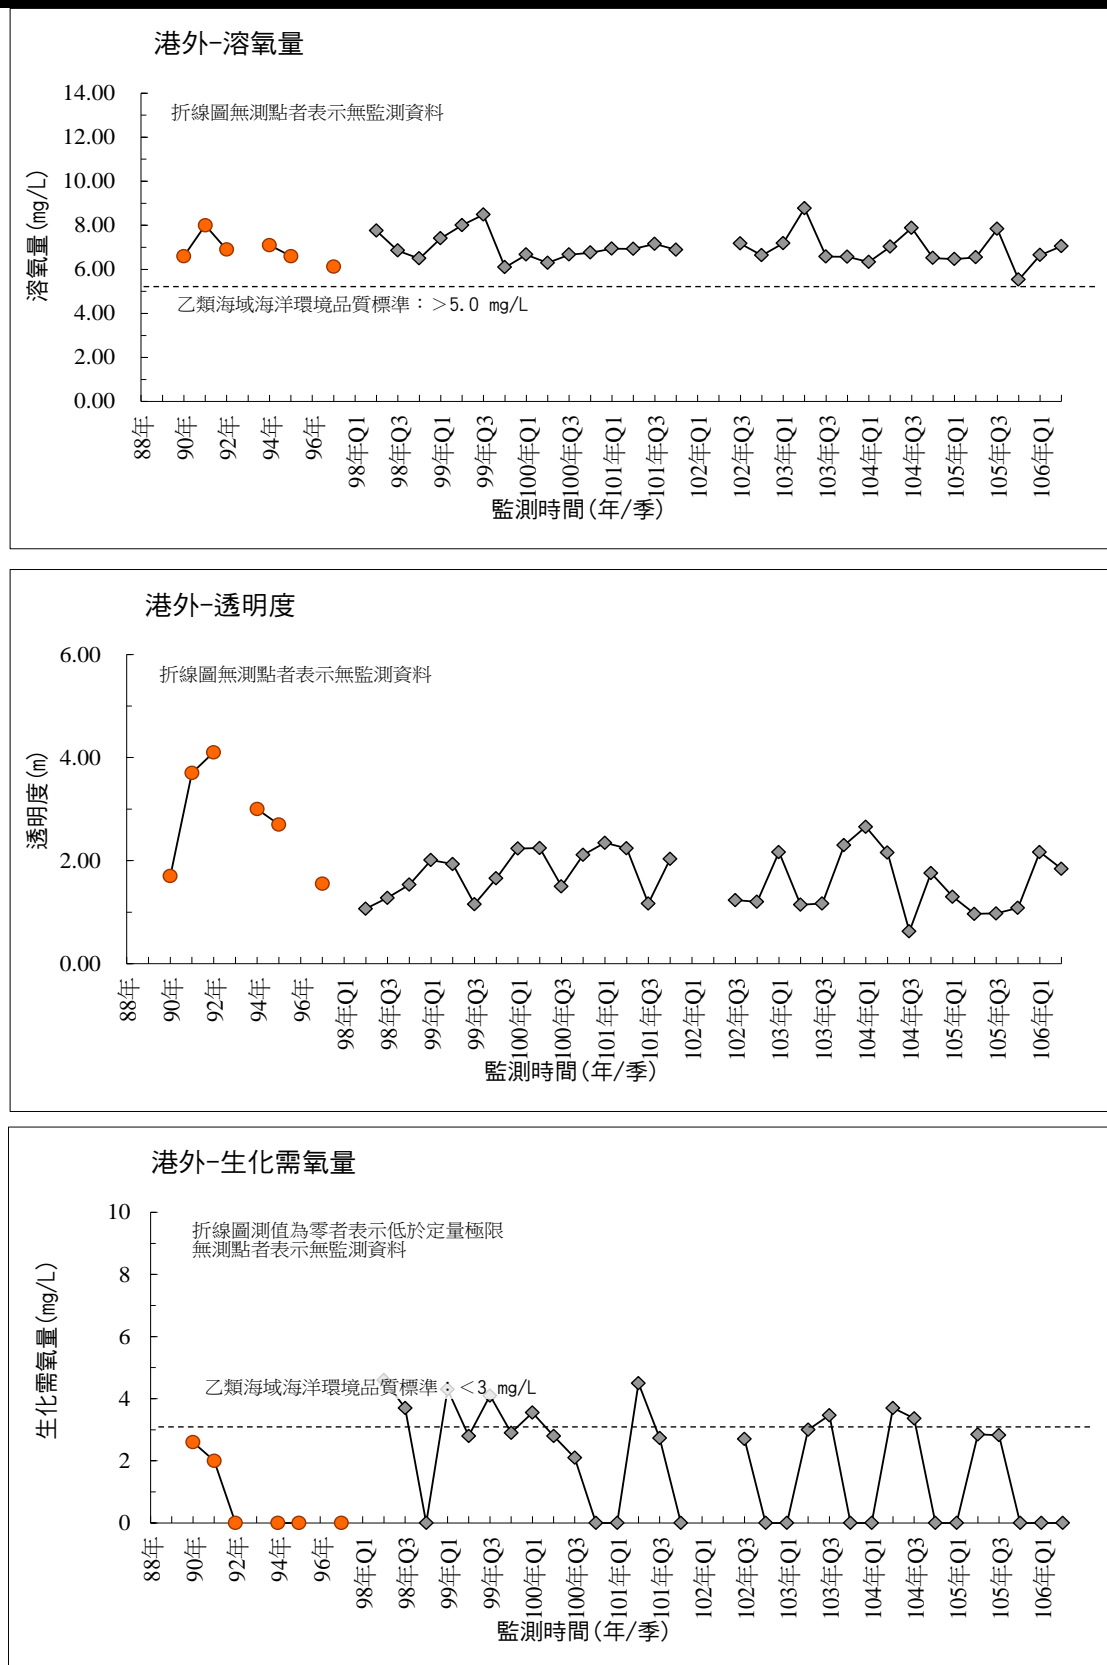 港外-溶氧量
14.00
折線圖無測點者表示無監測資料
12.00
10.00
8.00
6.00
4.00
2.00
0.00
溶氧量(mg/L)
乙類海域海洋環境品質標準：＞5.0 mg/L
88年
90年
92年
94年
96年
98年Q1
98年Q3
99年Q1
99年Q3
100年Q1
100年Q3
101年Q1
101年Q3
102年Q1
102年Q3
103年Q1
103年Q3
104年Q1
104年Q3
105年Q1
105年Q3
106年Q1
監測時間(年/季)
港外-透明度
6.00
折線圖無測點者表示無監測資料
4.00
2.00
0.00
透明度(m)
88年
90年
92年
94年
96年
98年Q1
98年Q3
99年Q1
99年Q3
100年Q1
100年Q3
101年Q1
101年Q3
102年Q1
102年Q3
103年Q1
103年Q3
104年Q1
104年Q3
105年Q1
105年Q3
106年Q1
監測時間(年/季)
港外-生化需氧量
10
折線圖測值為零者表示低於定量極限
無測點者表示無監測資料
8
6
4
2
0
生化需氧量(mg/L)
乙類海域海洋環境品質標準：＜3 mg/L
88年
90年
92年
94年
96年
98年Q1
98年Q3
99年Q1
99年Q3
100年Q1
100年Q3
101年Q1
101年Q3
102年Q1
102年Q3
103年Q1
103年Q3
104年Q1
104年Q3
105年Q1
105年Q3
106年Q1
監測時間(年/季)